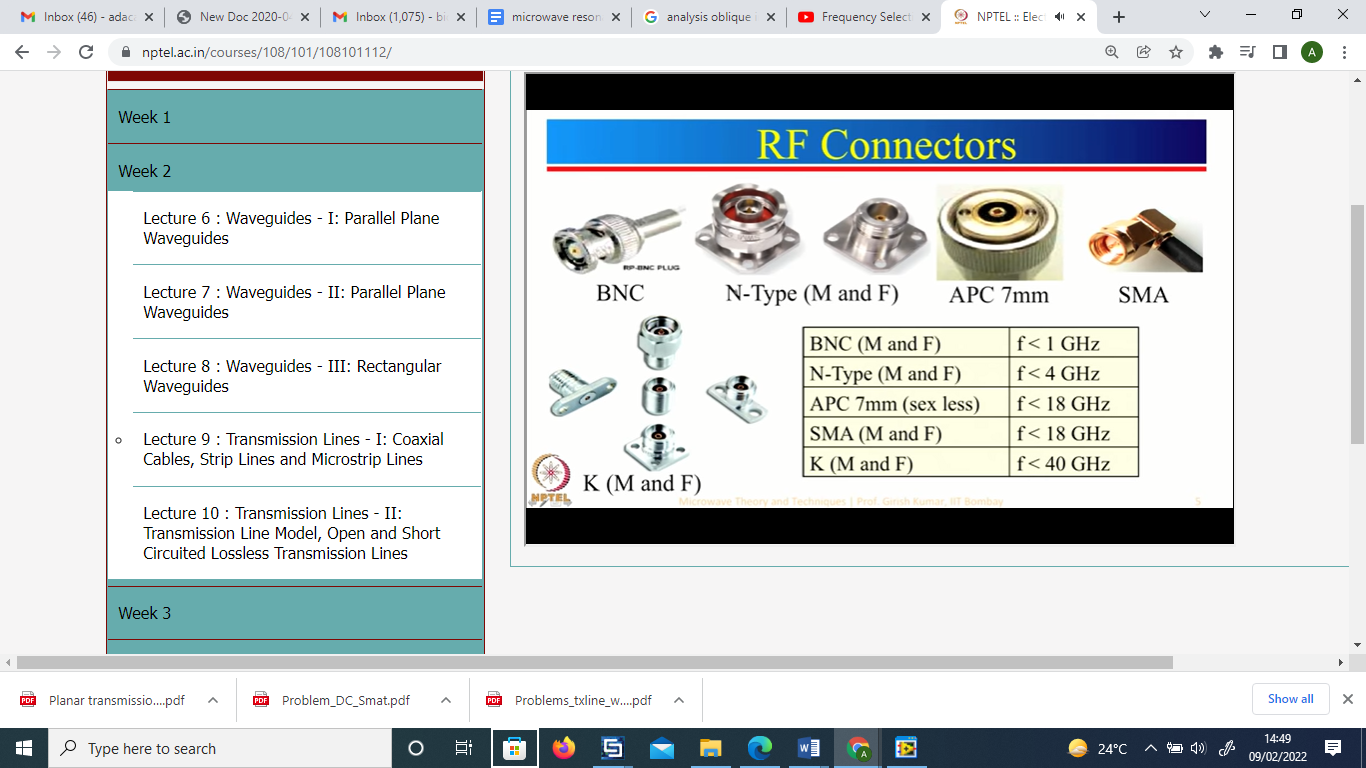 Inbox (46) - adac
New Doc 2020-0
Inbox (1,075) - bi
microwave reson
analysis oblique i
Frequency Select
NPTEL :: Elec
nptel.ac.in/courses/108/101/108101112/
A
Week 1
Week 2
Lecture 6 : Waveguides - I: Parallel Plane
Waveguides
Lecture 7 : Waveguides - II: Parallel Plane
Waveguides
Lecture 8 : Waveguides - III: Rectangular
Waveguides
Lecture 9 : Transmission Lines - I: Coaxial
Cables, Strip Lines and Microstrip Lines
Lecture 10 : Transmission Lines - II:
Transmission Line Model, Open and Short
Circuited Lossless Transmission Lines
Week 3
RF Connectors
RP-BNC PLUG
BNC N-Type (M and F) APC 7mm SMA
BNC (M and F) f < 1 GHz
N-Type (M and F) f < 4 GHz
APC 7mm (sex less) f < 18 GHz
SMA (M and F) f < 18 GHz
K (M and F) f < 40 GHz
K (M and F)
NPTEL
Microwave Theory and Techniques | Prof. Girish Kumar, IIT Bombay 5
Planar transmissio....pdf
Problem_DC_Smat.pdf
Problems_txline_w....pdf
Show all
Type here to search
24°C
14:49
09/02/2022